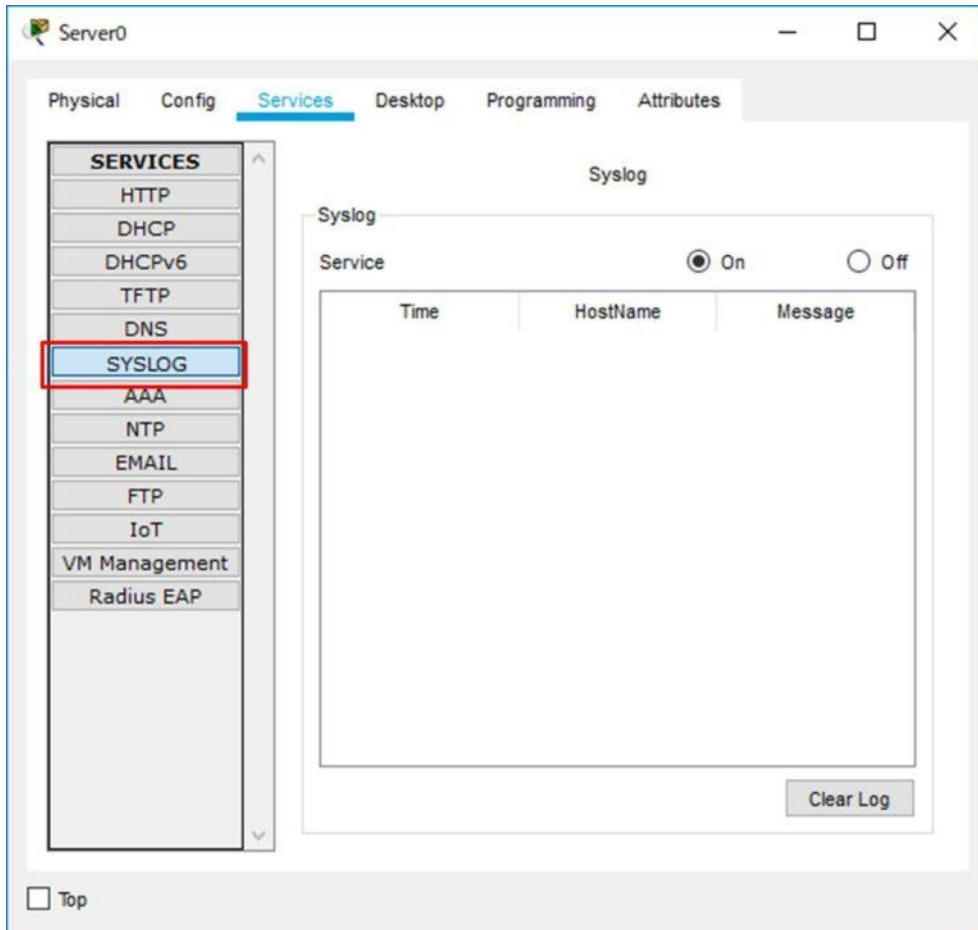 Server0
Physical Config Services Desktop Programming Attributes
SERVICES
HTTP
DHCP
DHCPv6
TFTP
DNS
SYSLOG
AAA
NTP
EMAIL
FTP
IoT
VM Management
Radius EAP
Syslog
Syslog
Service On Off
Time HostName Message
Clear Log
Top